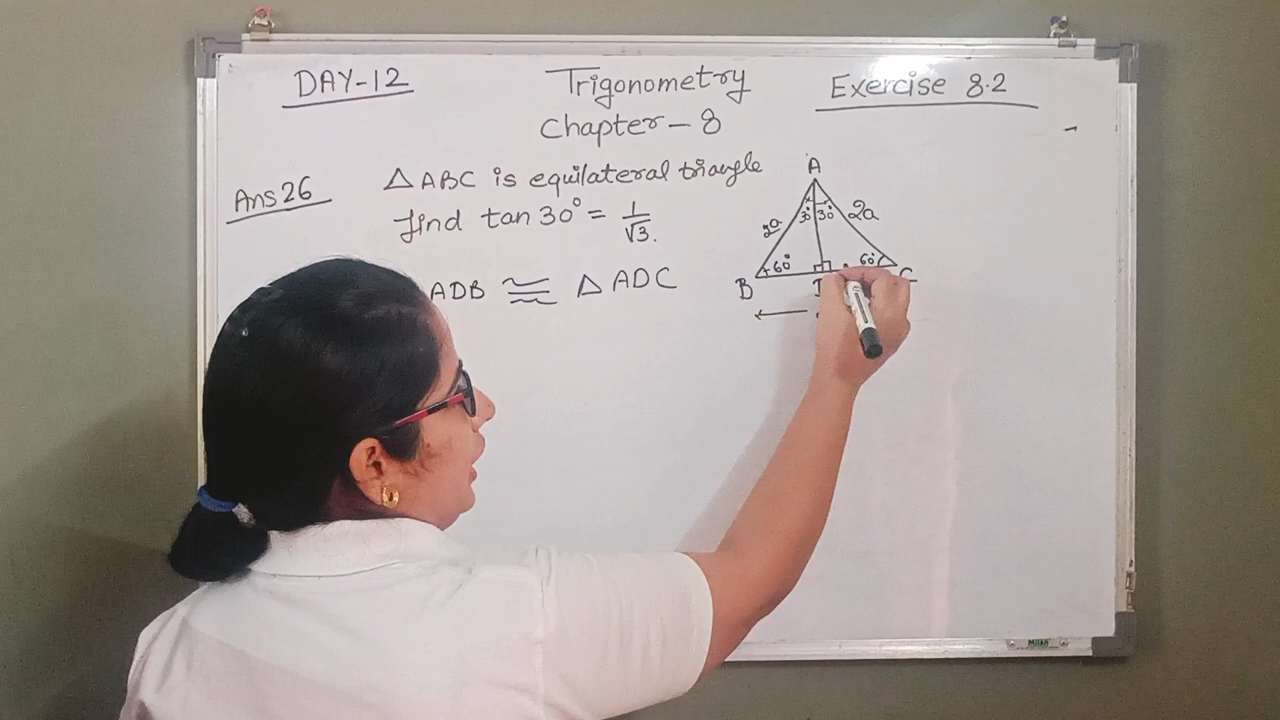 DAY-12
Trigonometry
Chapter - 8
Exercise 8.2
Ans 26
△ABC is equilateral triangle
find tan 30° = 1/√3.
ADB ≅ △ ADC
A
30° 30°
2a 2a
60° 60°
B C
Milan